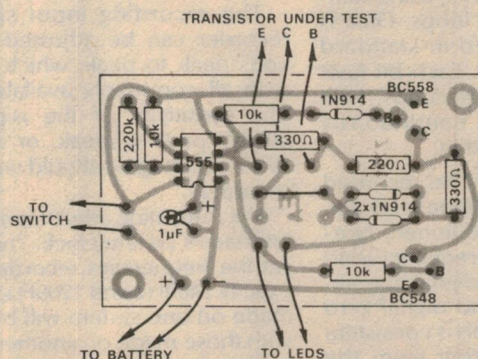 TRANSISTOR UNDER TEST
E C B
BC558
1N914
10k
E
B
C
220k
10k
555
330Ω
220Ω
330Ω
TO
SWITCH
+
1µF
2x1N914
C
B
E
10k
BC548
+
−
TO BATTERY
TO LEDS